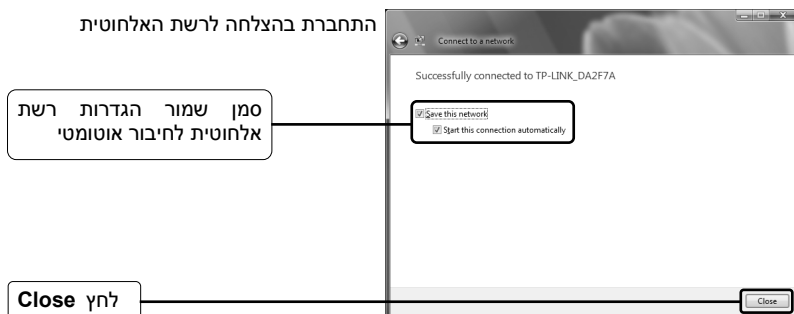 התחברת בהצלחה לרשת האלחוטית
Connect to a network
Successfully connected to TP-LINK_DA2F7A
סמן שמור הגדרות רשת
אלחוטית לחיבור אוטומטי
Save this network
Start this connection automatically
לחץ Close
Close